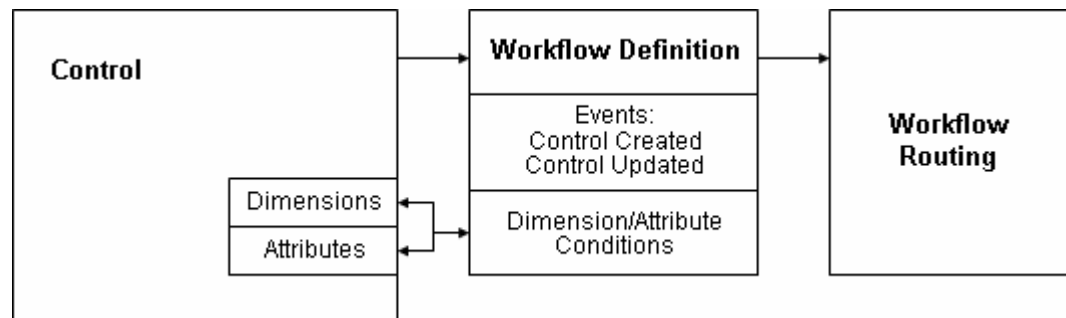 Control
Dimensions
Attributes
Workflow Definition
Events:
Control Created
Control Updated
Dimension/Attribute
Conditions
Workflow
Routing